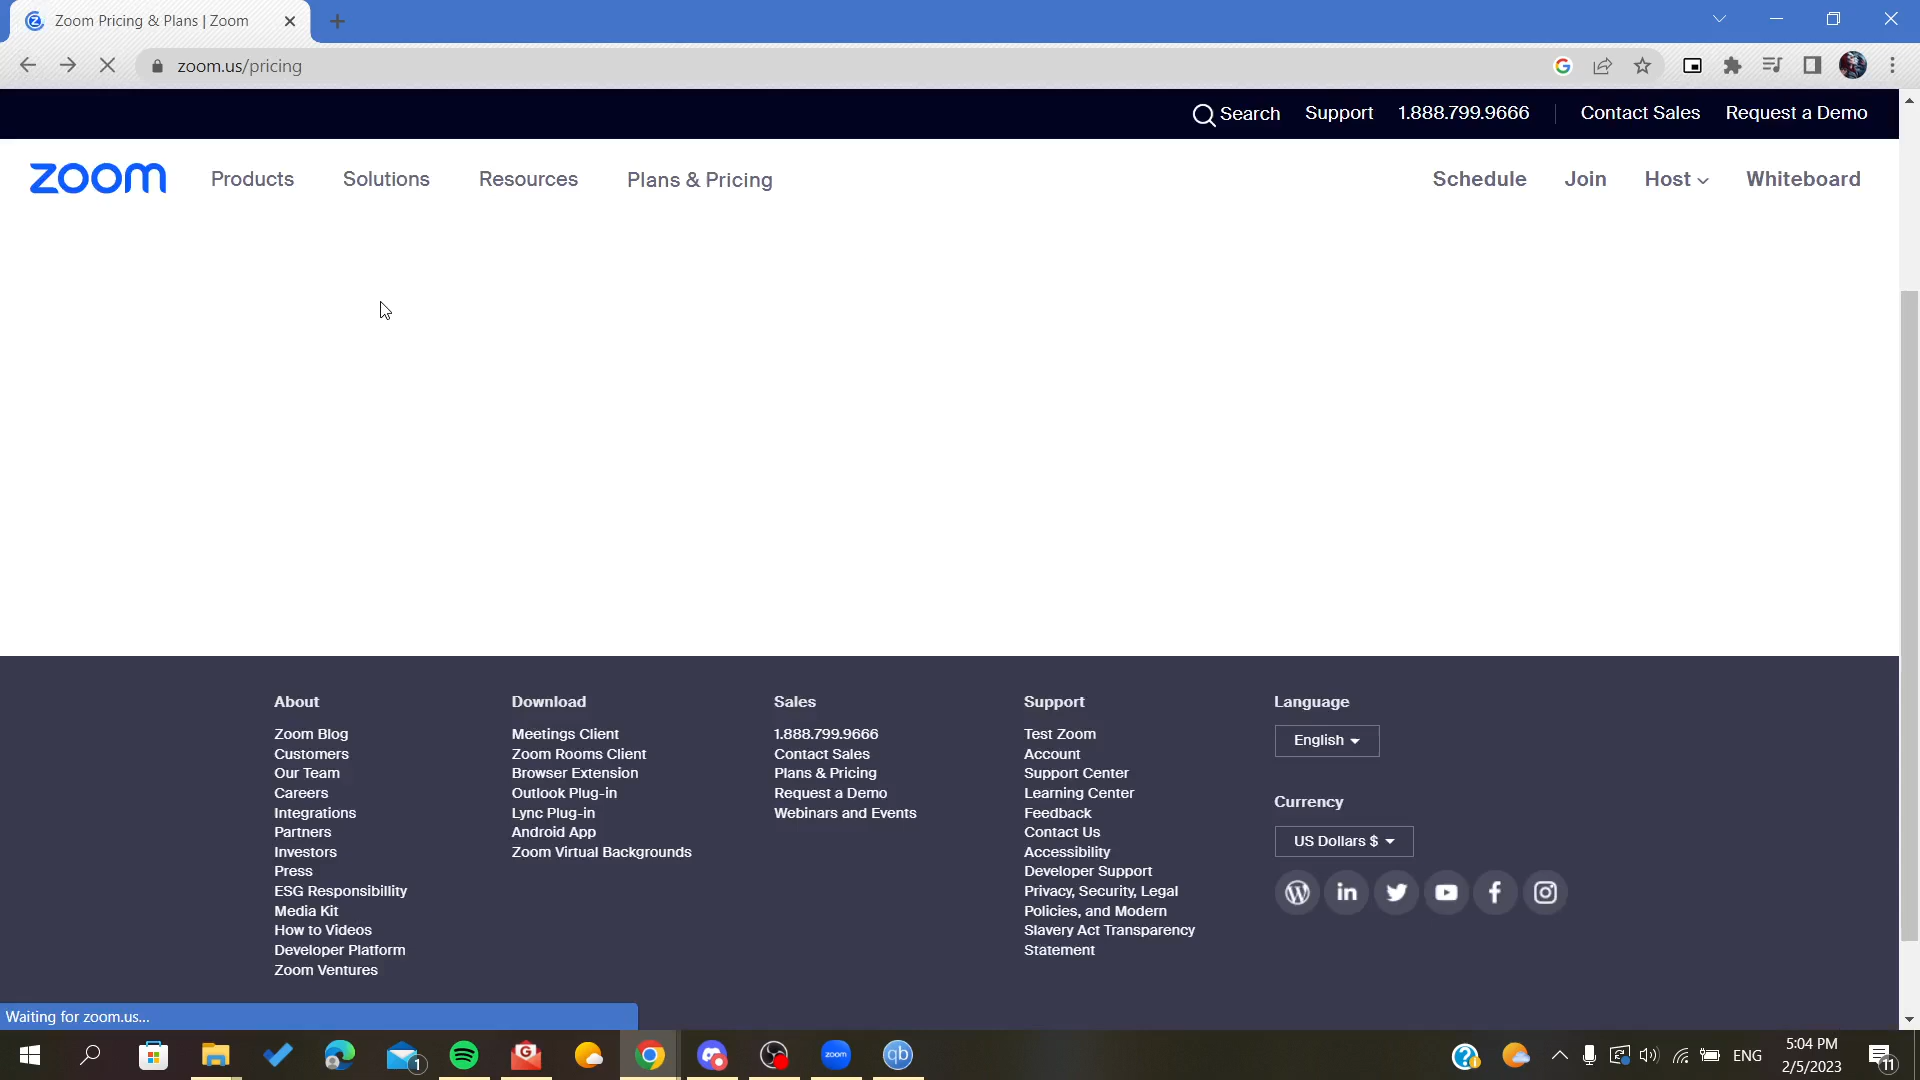 Zoom Pricing & Plans | Zoom
zoom.us/pricing
Search Support 1.888.799.9666 Contact Sales Request a Demo
zoom Products Solutions Resources Plans & Pricing Schedule Join Host Whiteboard
About
Zoom Blog
Customers
Our Team
Careers
Integrations
Partners
Investors
Press
ESG Responsibility
Media Kit
How to Videos
Developer Platform
Zoom Ventures
Download
Meetings Client
Zoom Rooms Client
Browser Extension
Outlook Plug-in
Lync Plug-in
Android App
Zoom Virtual Backgrounds
Sales
1.888.799.9666
Contact Sales
Plans & Pricing
Request a Demo
Webinars and Events
Support
Test Zoom
Account
Support Center
Learning Center
Feedback
Contact Us
Accessibility
Developer Support
Privacy, Security, Legal
Policies, and Modern
Slavery Act Transparency
Statement
Language
English
Currency
US Dollars $
Waiting for zoom.us...
1
zoom
qb
ENG
5:04 PM
2/5/2023
11